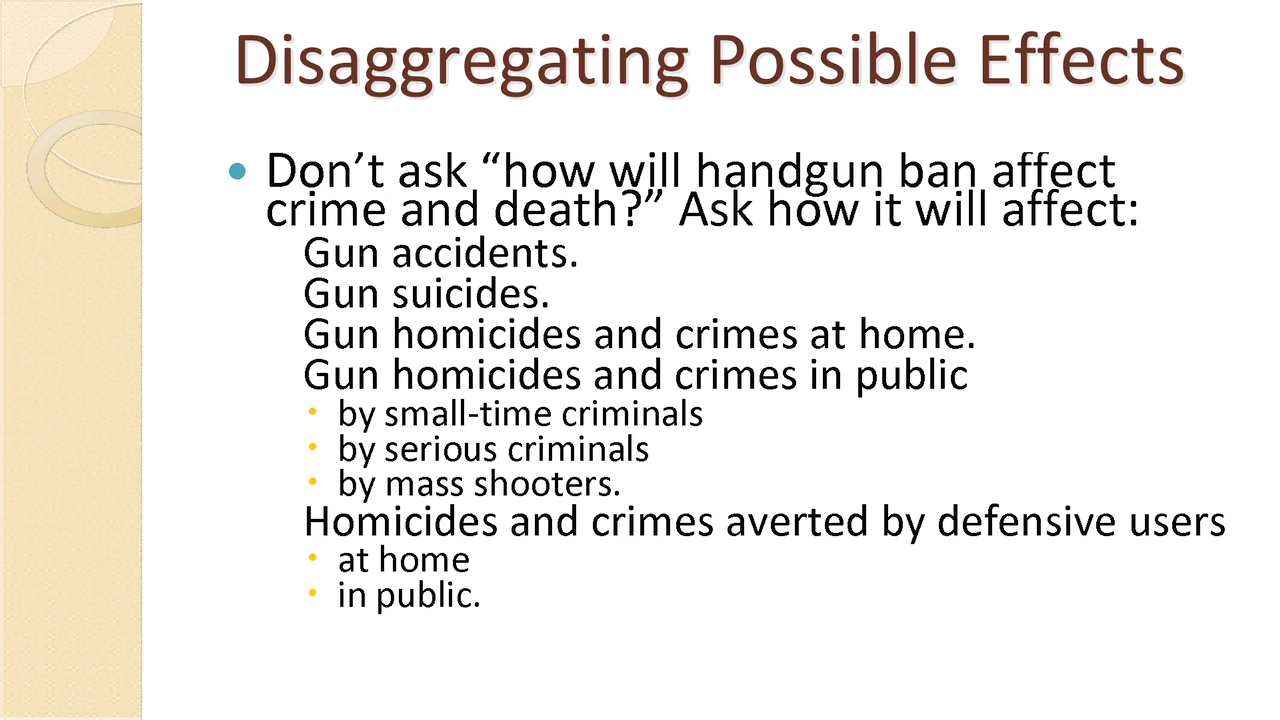 Disaggregating Possible Effects
• Don’t ask “how will handgun ban affect
crime and death?” Ask how it will affect:
Gun accidents.
Gun suicides.
Gun homicides and crimes at home.
Gun homicides and crimes in public
• by small-time criminals
• by serious criminals
• by mass shooters.
Homicides and crimes averted by defensive users
• at home
• in public.